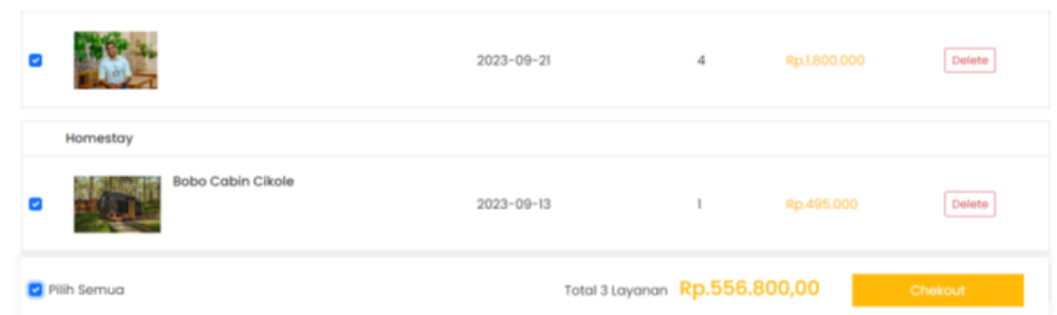 2023-09-21 4 Rp.1.800.000 Delete
Homestay
Bobo Cabin Cikole
2023-09-13 1 Rp.495.000 Delete
Pilih Semua Total 3 Layanan Rp.556.800,00 Chekout